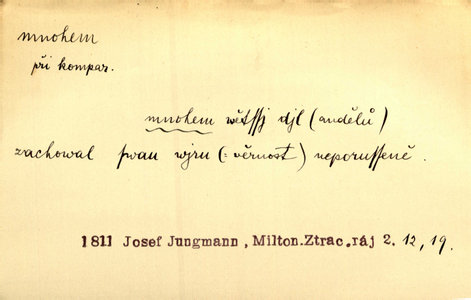 mnohem
při kompar.
mnohem wětssj djl (andělů)
zachowal swau wjru (= věrnost) neporusseně.
1811 Josef Jungmann, Milton.Ztrac.ráj 2. 12, 19.